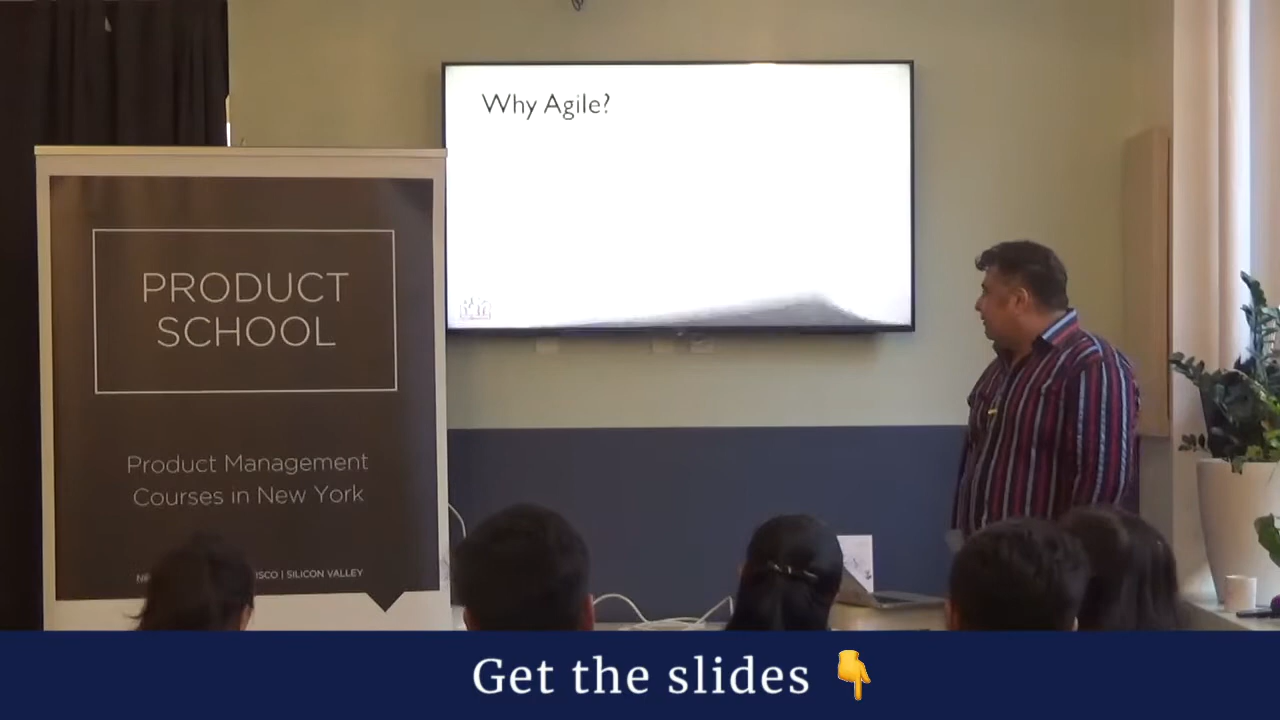 Why Agile?
PRODUCT
SCHOOL
Product Management
Courses in New York
SILICON VALLEY
Get the slides 👇